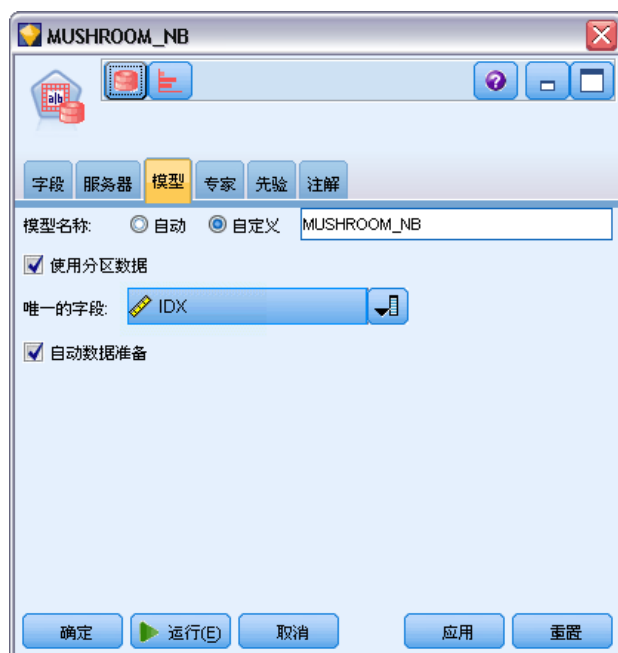 MUSHROOM_NB
a|b
?
字段 服务器 模型 专家 先验 注解
模型名称: 自动 自定义 MUSHROOM_NB
使用分区数据
唯一的字段: IDX
自动数据准备
确定 运行(E) 取消 应用 重置